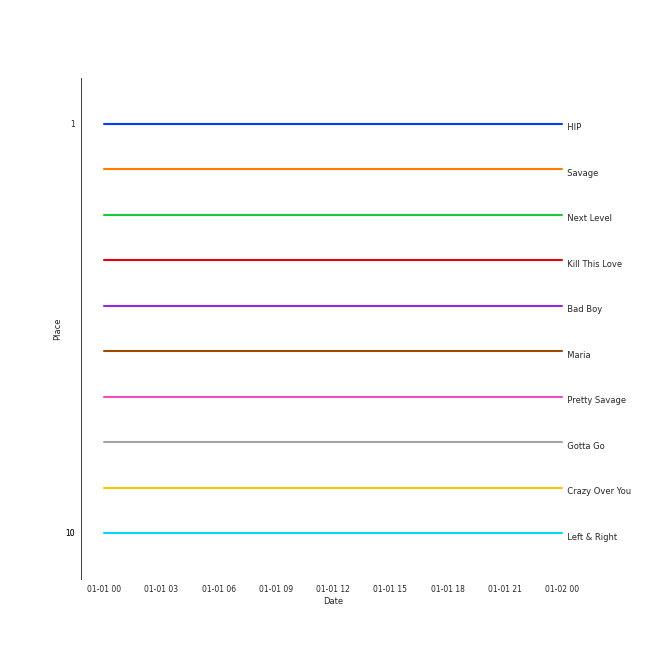 1
HIP
Savage
Next Level
Kill This Love
Bad Boy
Place
Maria
Pretty Savage
Gotta Go
Crazy Over You
10
Left & Right
01-01 00 01-01 03 01-01 06 01-01 09 01-01 12 01-01 15 01-01 18 01-01 21 01-02 00
Date